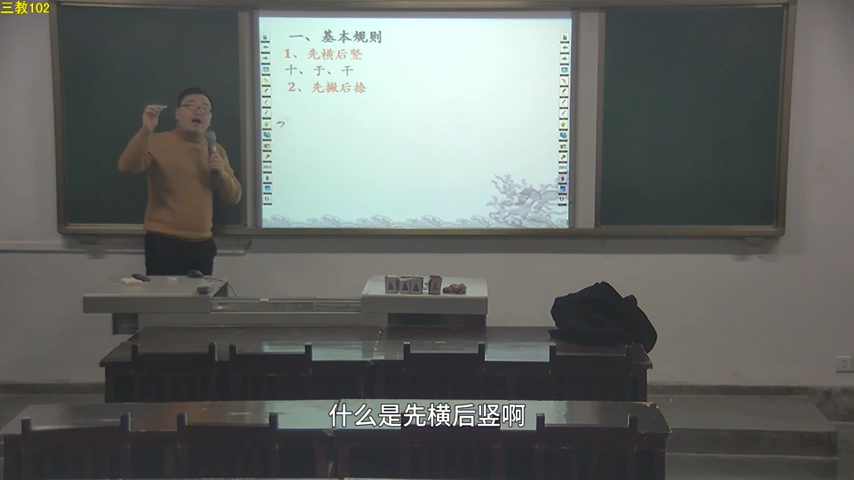 三教102
一、基本规则
1、先横后竖
十、于、干
2、先撇后捺
什么是先横后竖啊